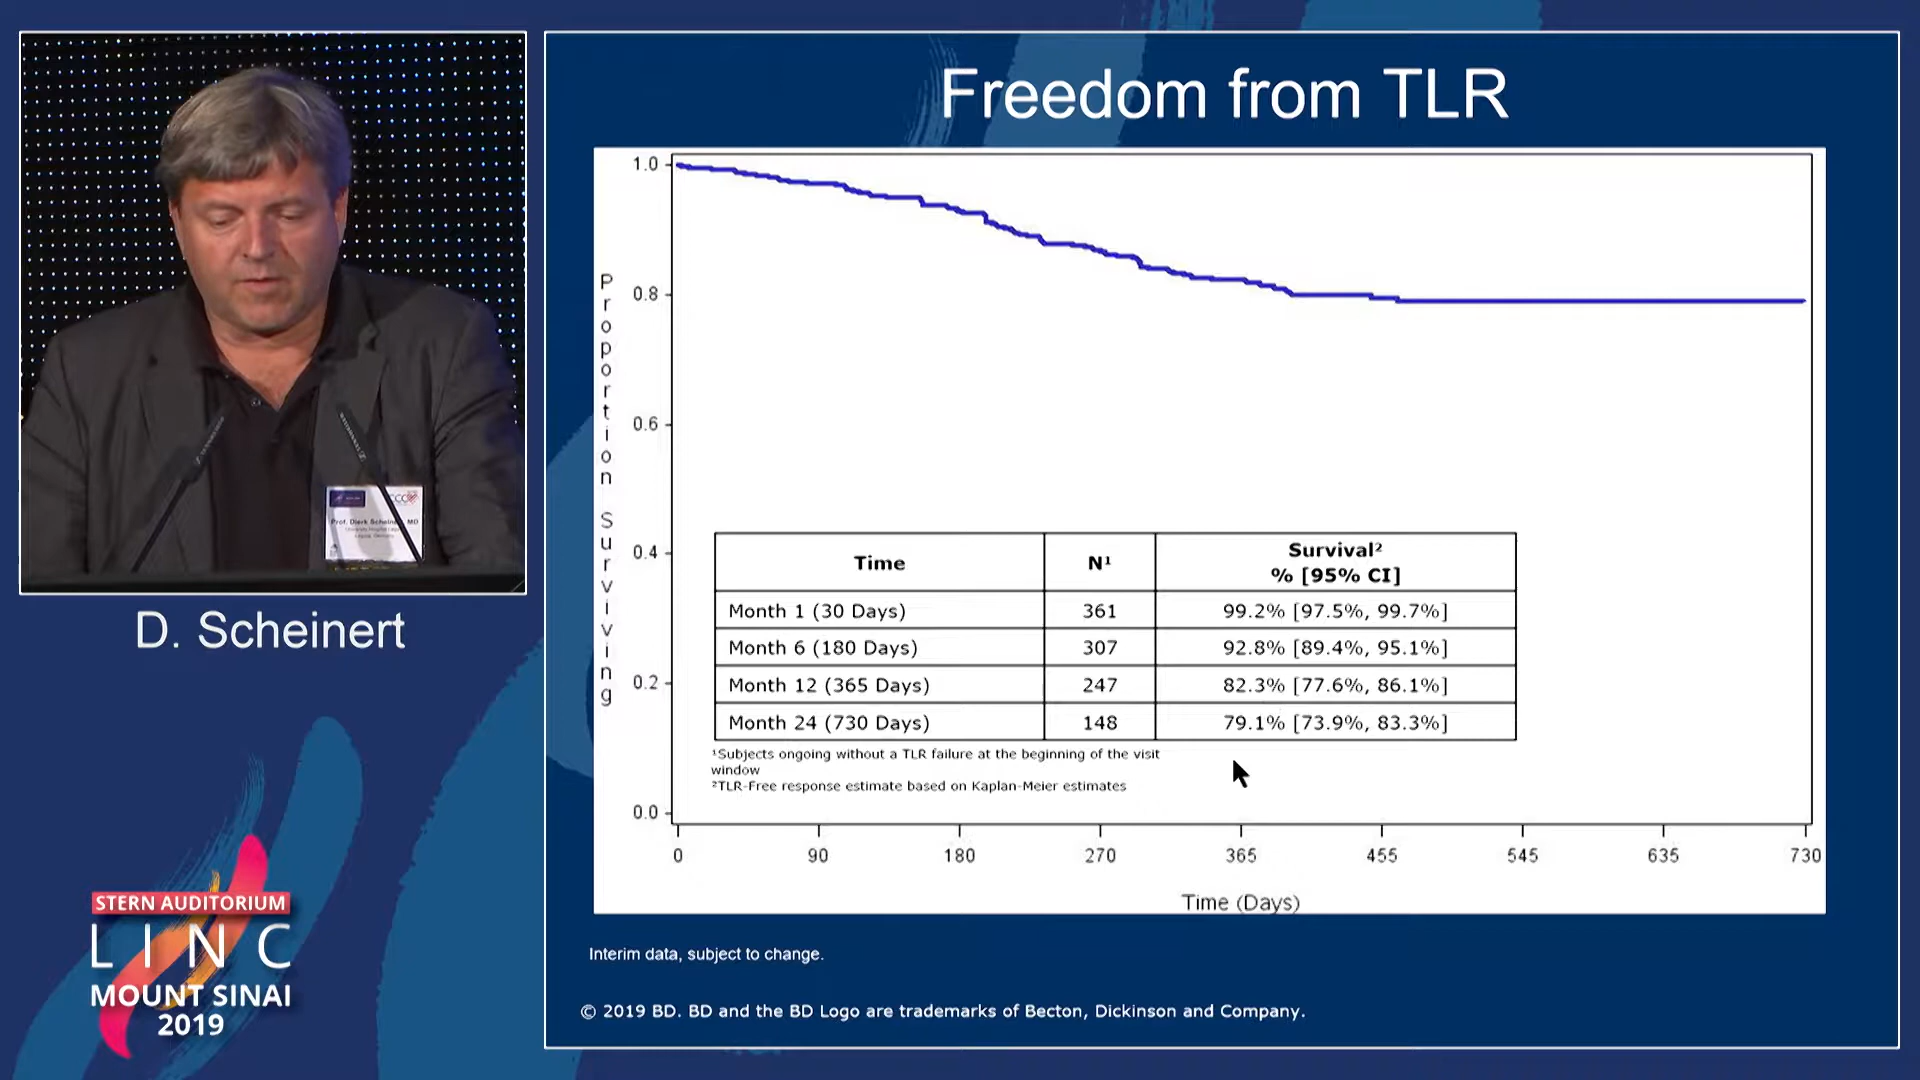 Freedom from TLR
1.0
0.8
0.6
0.4
0.2
0.0
Proportion Surviving
Time N¹ Survival² % [95% CI]
Month 1 (30 Days) 361 99.2% [97.5%, 99.7%]
Month 6 (180 Days) 307 92.8% [89.4%, 95.1%]
Month 12 (365 Days) 247 82.3% [77.6%, 86.1%]
Month 24 (730 Days) 148 79.1% [73.9%, 83.3%]
¹Subjects ongoing without a TLR failure at the beginning of the visit
window
²TLR-Free response estimate based on Kaplan-Meier estimates
0 90 180 270 365 455 545 635 730
Time (Days)
Interim data, subject to change.
© 2019 BD. BD and the BD Logo are trademarks of Becton, Dickinson and Company.
Prof. Dierk MD
D. Scheinert
STERN AUDITORIUM
LINC
MOUNT SINAI
2019